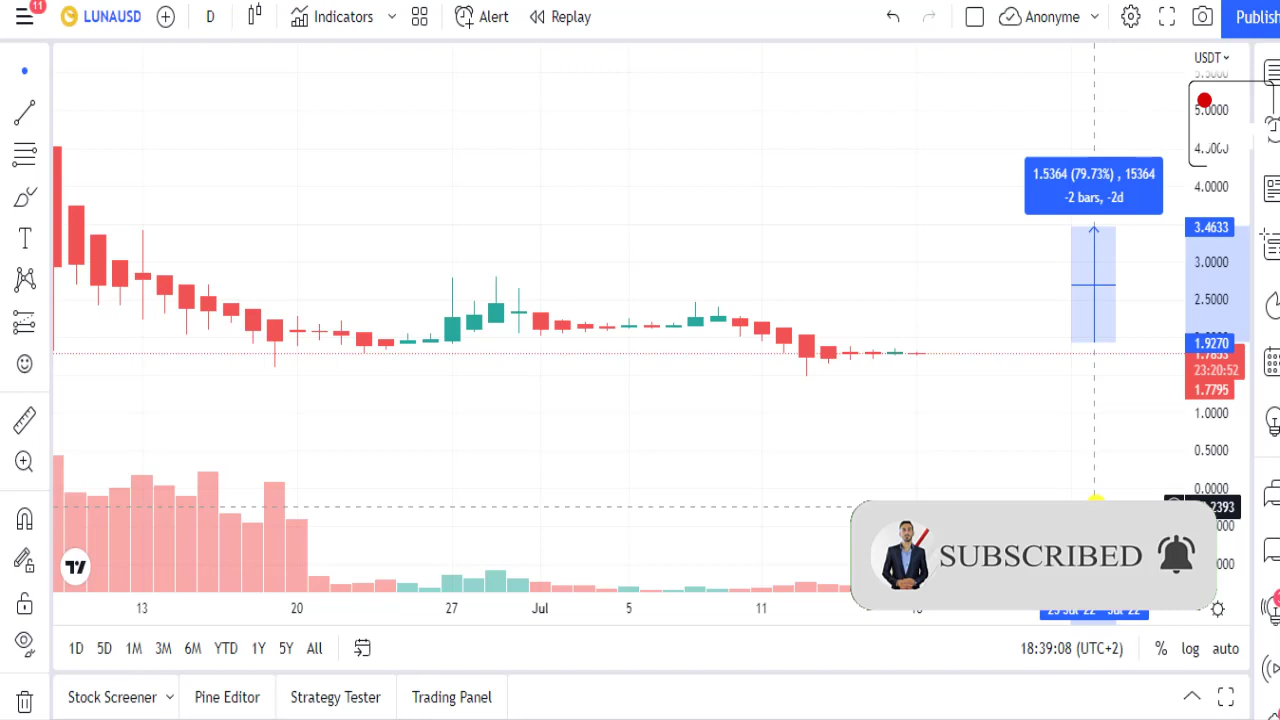 11
LUNAUSD
D
Indicators
Alert
Replay
Anonyme
Publish
USDT
5.0000
4.0000
1.5364 (79.73%) , 15364
-2 bars, -2d
3.4633
3.0000
2.5000
1.9270
23:20:52
1.7795
1.0000
0.5000
0.0000
SUBSCRIBED
13
20
27
Jul
5
11
1D
5D
1M
3M
6M
YTD
1Y
5Y
All
18:39:08 (UTC+2)
%
log
auto
Stock Screener
Pine Editor
Strategy Tester
Trading Panel